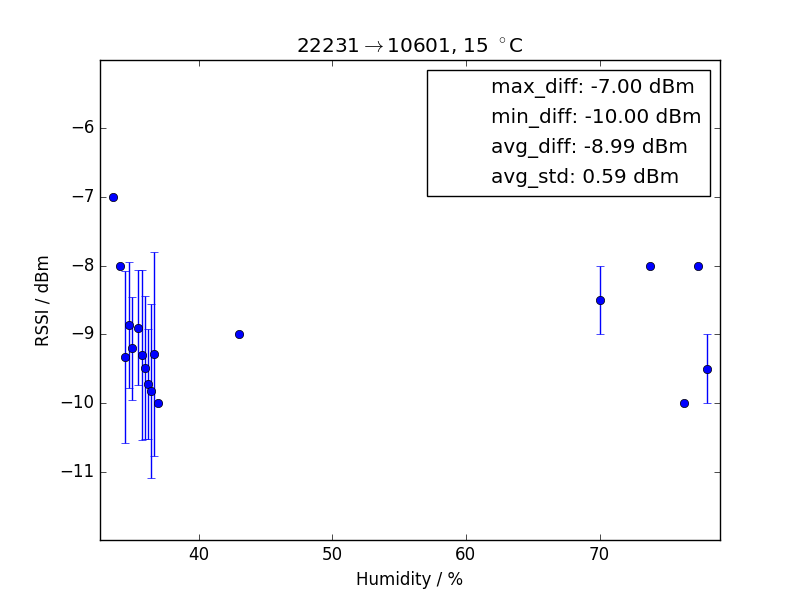 22231→10601, 15 °C
max_diff: -7.00 dBm
min_diff: -10.00 dBm
avg_diff: -8.99 dBm
avg_std: 0.59 dBm
RSSI / dBm
−6
−7
−8
−9
−10
−11
40 50 60 70
Humidity / %